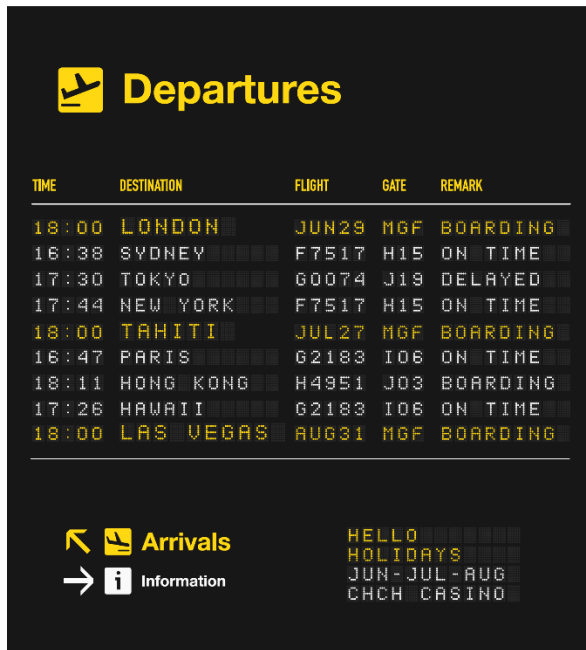 Departures
TIME DESTINATION FLIGHT GATE REMARK
18:00 LONDON JUN29 MGF BOARDING
16:38 SYDNEY F7517 H15 ON TIME
17:30 TOKYO G0074 J19 DELAYED
17:44 NEW YORK F7517 H15 ON TIME
18:00 TAHITI JUL27 MGF BOARDING
16:47 PARIS G2183 I06 ON TIME
18:11 HONG KONG H4951 J03 BOARDING
17:26 HAWAII G2183 I06 ON TIME
18:00 LAS VEGAS AUG31 MGF BOARDING
Arrivals
i Information
HELLO
HOLIDAYS
JUN-JUL-AUG
CHCH CASINO